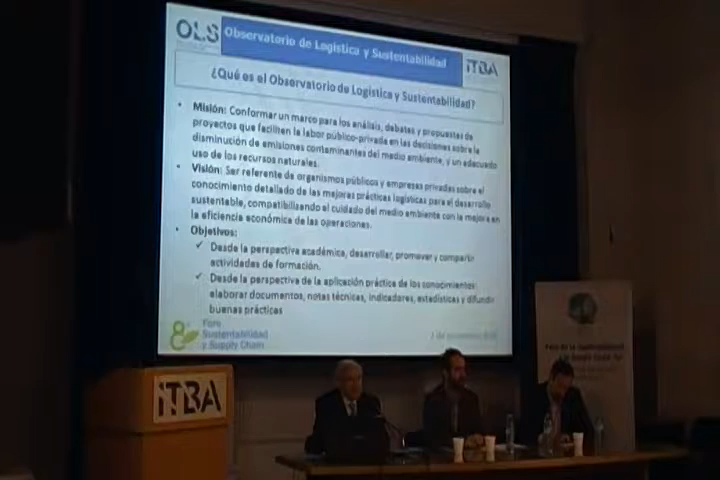 OLS Observatorio de Logística y Sustentabilidad ITBA
¿Qué es el Observatorio de Logística y Sustentabilidad?
• Misión: Conformar un marco para los análisis, debates y propuestas de
proyectos que faciliten la labor público-privada en las decisiones sobre la
disminución de emisiones contaminantes del medio ambiente, y un adecuado
uso de los recursos naturales.
• Visión: Ser referente de organismos públicos y empresas privadas sobre el
conocimiento detallado de las mejores prácticas logísticas para el desarrollo
sustentable, compatibilizando el cuidado del medio ambiente con la mejora en
la eficiencia económica de las operaciones.
• Objetivos:
✓ Desde la perspectiva académica, desarrollar, promover y compartir
actividades de formación.
✓ Desde la perspectiva de la aplicación práctica de los conocimientos:
elaborar documentos, notas técnicas, indicadores, estadísticas y difundir
buenas prácticas
8º Foro
Sustentabilidad
y Supply Chain
ITBA